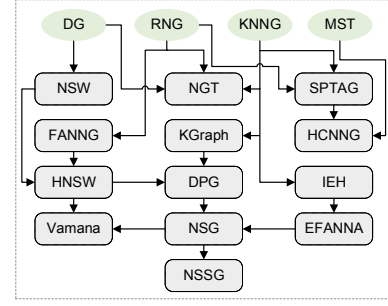 DG RNG KNNG MST
NSW NGT SPTAG
FANNG KGraph HCNNG
HNSW DPG IEH
Vamana NSG EFANNA
NSSG